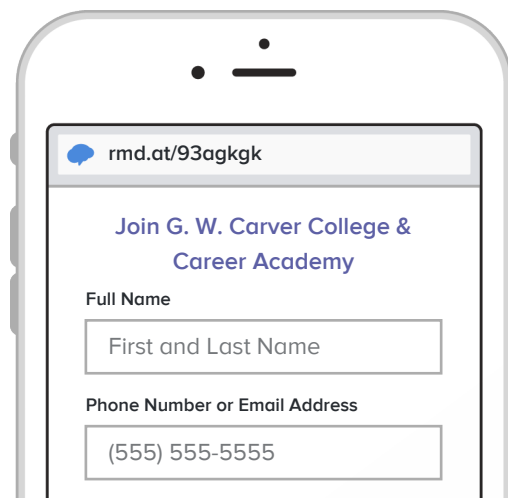 rmd.at/93agkgk
Join G. W. Carver College &
Career Academy
Full Name
First and Last Name
Phone Number or Email Address
(555) 555-5555